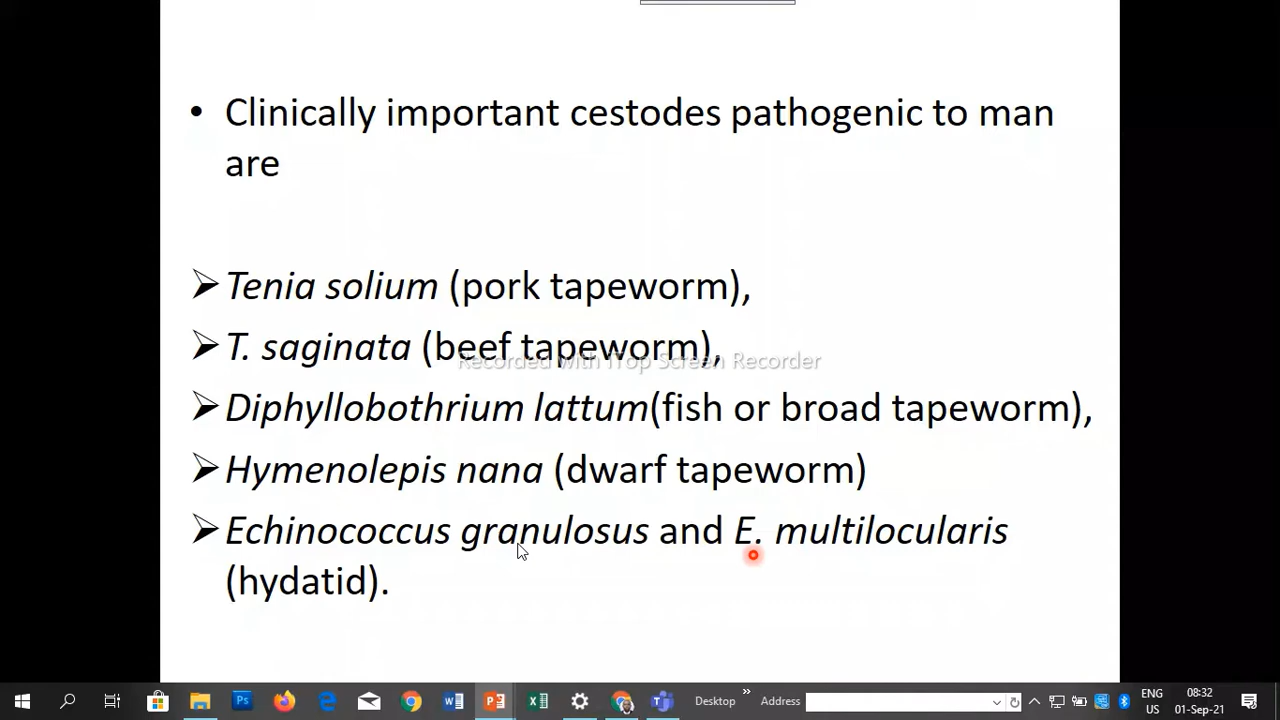 • Clinically important cestodes pathogenic to man
are
➢ Tenia solium (pork tapeworm),
➢ T. saginata (beef tapeworm),
Recorded with iTop Screen Recorder
➢ Diphyllobothrium lattum(fish or broad tapeworm),
➢ Hymenolepis nana (dwarf tapeworm)
➢ Echinococcus granulosus and E. multilocularis
(hydatid).
Desktop » Address ENG 08:32
US 01-Sep-21